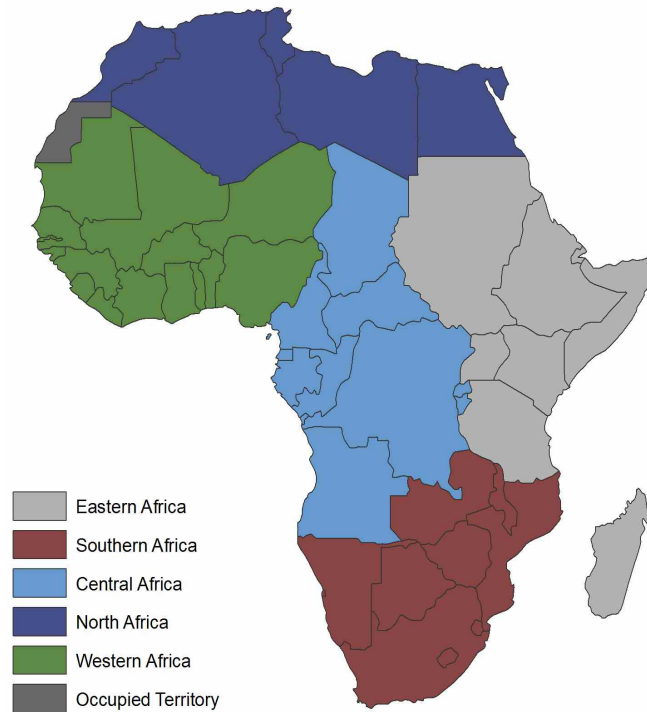 Eastern Africa
Southern Africa
Central Africa
North Africa
Western Africa
Occupied Territory